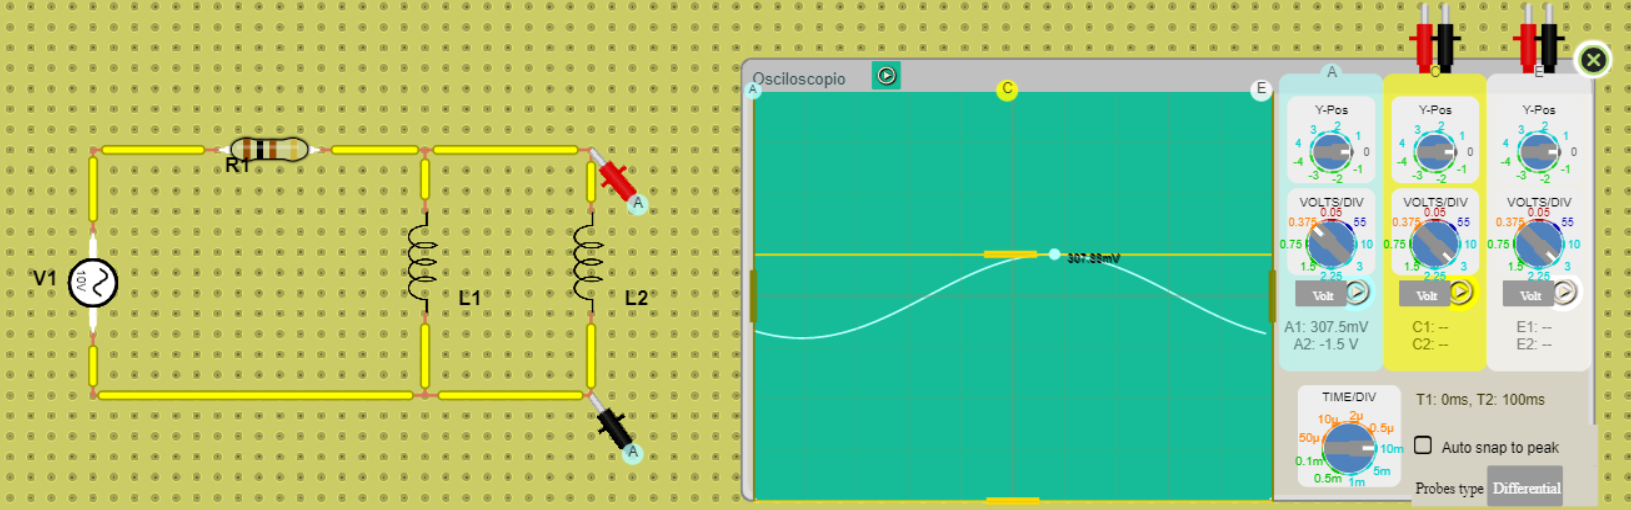 Osciloscopio
A
C
E
A
C
E
Y-Pos
Y-Pos
Y-Pos
3 2 1 0 -1 -2 -3 -4 4
3 2 1 0 -1 -2 -3 -4 4
3 2 1 0 -1 -2 -3 -4 4
R1
V1
10V
L1
L2
A
A
307.88mV
VOLTS/DIV
VOLTS/DIV
VOLTS/DIV
0.375 0.05 55
0.375 0.05 55
0.375 0.05 55
0.75 10
0.75 10
0.75 10
1.5 2.25 3
1.5 2.25 3
1.5 2.25 3
Volt
Volt
Volt
A1: 307.5mV
A2: -1.5 V
C1: --
C2: --
E1: --
E2: --
TIME/DIV
10μ 2μ 0.5μ
50μ 10m
0.1m 5m
0.5m 1m
T1: 0ms, T2: 100ms
Auto snap to peak
Probes type Differential